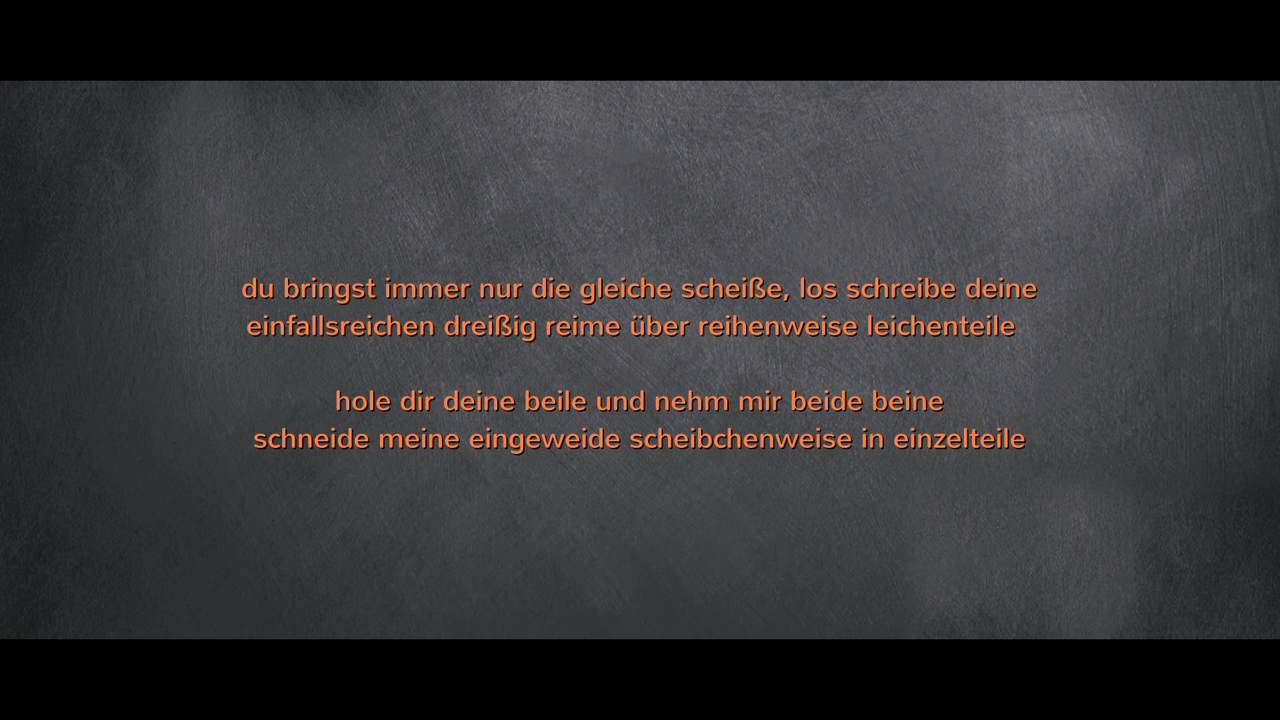 du bringst immer nur die gleiche scheiße, los schreibe deine
einfallsreichen dreißig reime über reihenweise leichenteile
hole dir deine beile und nehm mir beide beine
schneide meine eingeweide scheibchenweise in einzelteile